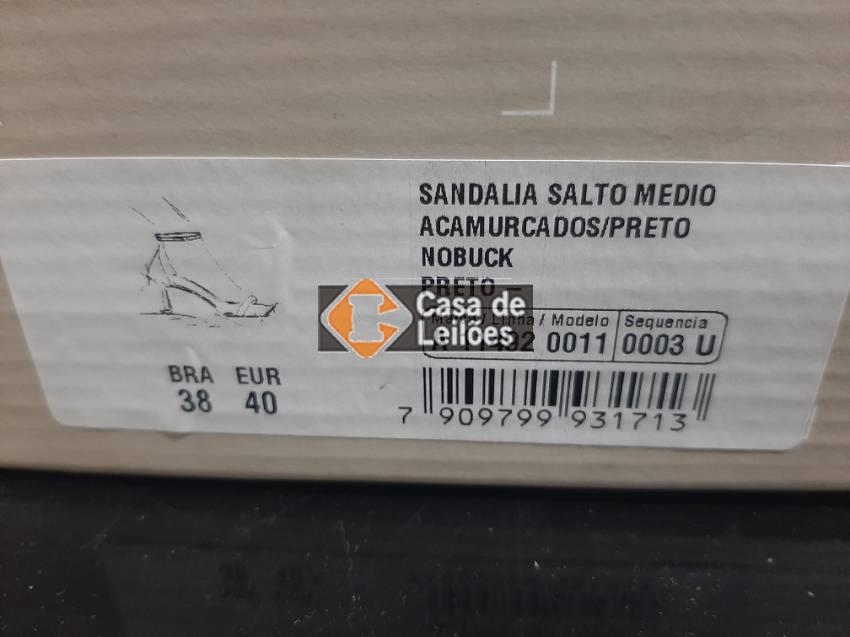 SANDALIA SALTO MEDIO
ACAMURCADOS/PRETO
NOBUCK
PRETO
Casa de
Leilões
/ Linha / Modelo Sequencia
0011 0003 U
BRA EUR
38 40
7 909799 931713